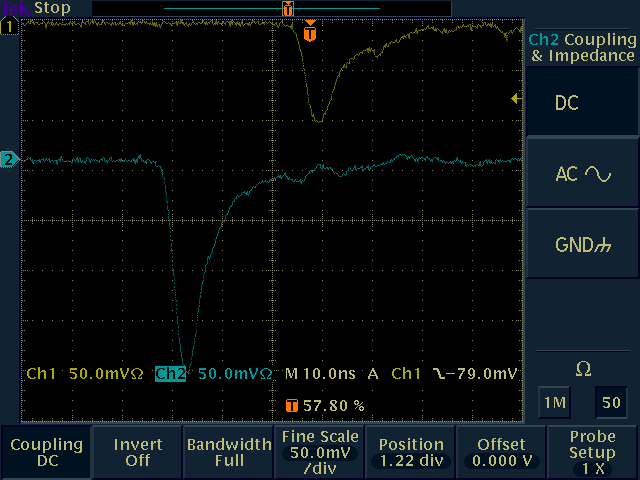 Tek Stop
T
1
T
Ch2 Coupling
& Impedance
DC
2
AC
GND
Ch1 50.0mVΩ Ch2 50.0mVΩ M 10.0ns A Ch1 -79.0mV
T 57.80 %
Ω
1M 50
Coupling
DC
Invert
Off
Bandwidth
Full
Fine Scale
50.0mV
/div
Position
1.22 div
Offset
0.000 V
Probe
Setup
1 X